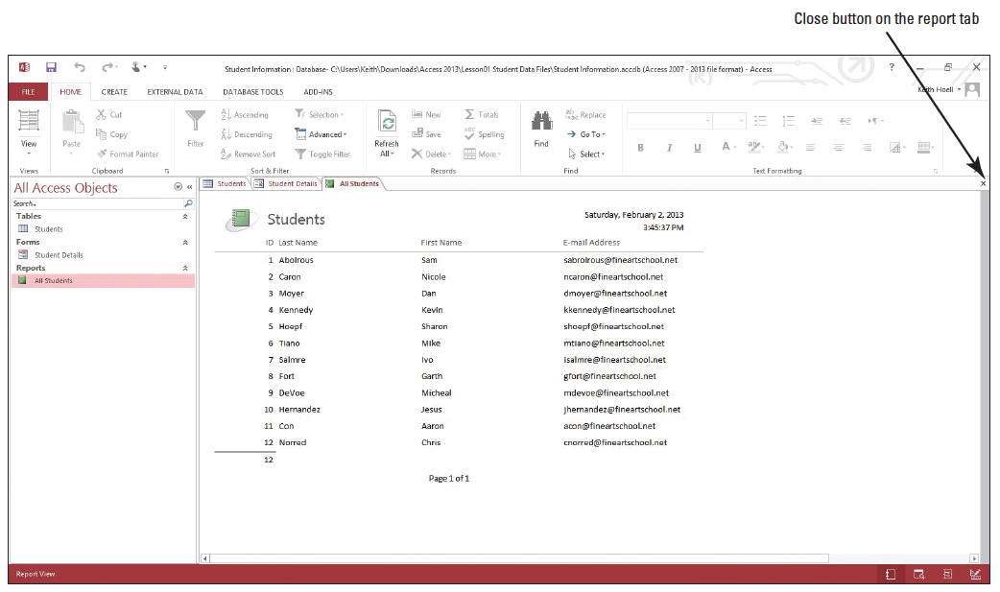 Close button on the report tab
Student Information : Database- C:\Users\Keith\Downloads\Access 2013\Lesson01 Student Data Files\Student Information.accdb (Access 2007 - 2013 file format) - Access
?
FILE HOME CREATE EXTERNAL DATA DATABASE TOOLS ADD-INS
Keith Hoell
View
Views
Paste
Cut
Copy
Format Painter
Clipboard
Filter
Ascending
Descending
Remove Sort
Selection
Advanced
Toggle Filter
Sort & Filter
Refresh
All
New
Save
Delete
Totals
Spelling
More
Records
Find
Replace
Go To
Select
Find
B I U A
Text Formatting
All Access Objects
Search..
Tables
Students
Forms
Student Details
Reports
All Students
Students Student Details All Students
Students
Saturday, February 2, 2013
3:45:37 PM
ID Last Name First Name E-mail Address
1 Abolrous Sam sabrolrous@fineartschool.net
2 Caron Nicole ncaron@fineartschool.net
3 Moyer Dan dmoyer@fineartschool.net
4 Kennedy Kevin kkennedy@fineartschool.net
5 Hoepf Sharon shoepf@fineartschool.net
6 Tiano Mike mtiano@fineartschool.net
7 Salmre Ivo isalmre@fineartschool.net
8 Fort Garth gfort@fineartschool.net
9 DeVoe Micheal mdevoe@fineartschool.net
10 Hernandez Jesus jhernandez@fineartschool.net
11 Con Aaron acon@fineartschool.net
12 Norred Chris cnorred@fineartschool.net
12
Page 1 of 1
Report View